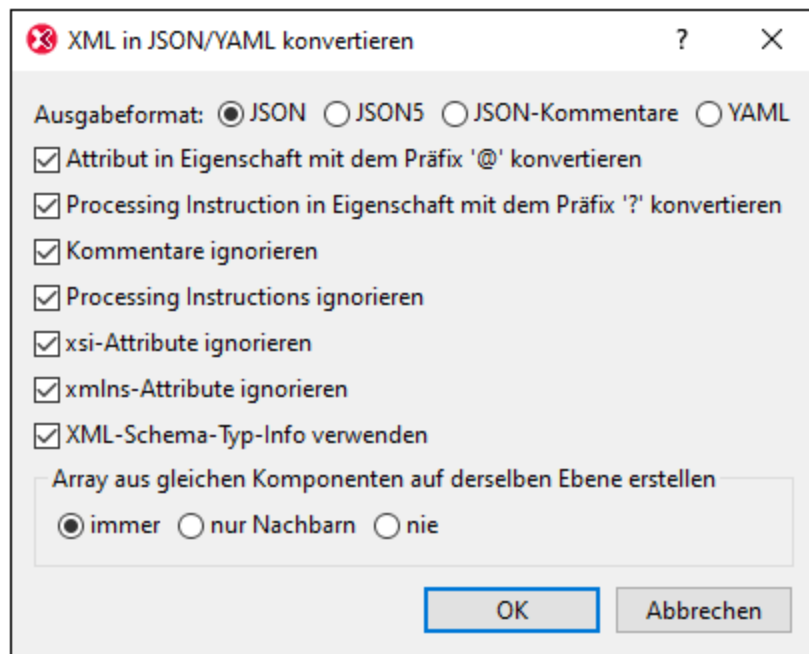 XML in JSON/YAML konvertieren
Ausgabeformat: JSON JSON5 JSON-Kommentare YAML
Attribut in Eigenschaft mit dem Präfix '@' konvertieren
Processing Instruction in Eigenschaft mit dem Präfix '?' konvertieren
Kommentare ignorieren
Processing Instructions ignorieren
xsi-Attribute ignorieren
xmlns-Attribute ignorieren
XML-Schema-Typ-Info verwenden
Array aus gleichen Komponenten auf derselben Ebene erstellen
immer nur Nachbarn nie
OK Abbrechen